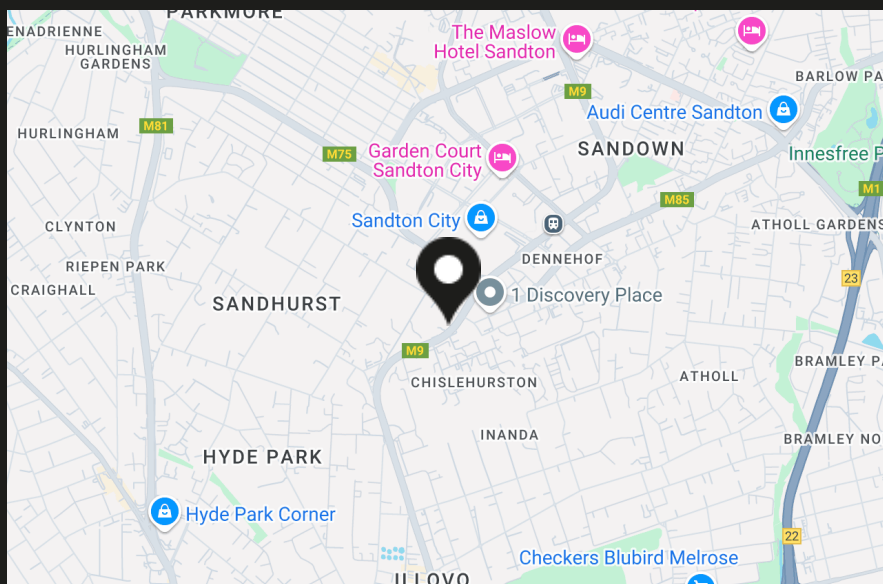 PARKMORE
ENADRIENNE
HURLINGHAM
GARDENS
The Maslow
Hotel Sandton
BARLOW PA
M9
Audi Centre Sandton
M81
HURLINGHAM
M75
Garden Court
Sandton City
SANDOWN
Innesfree P
M1
M85
Sandton City
CLYNTON
ATHOLL GARDENS
DENNEHOF
RIEPEN PARK
23
CRAIGHALL
SANDHURST
1 Discovery Place
M9
BRAMLEY PA
CHISLEHURSTON
ATHOLL
INANDA
BRAMLEY NO
HYDE PARK
Hyde Park Corner
22
Checkers Blubird Melrose
ILLOVO